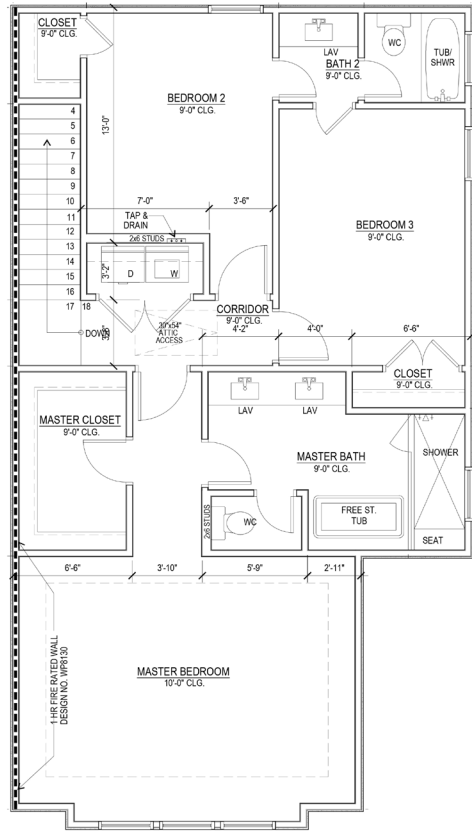 CLOSET
9'-0" CLG.
LAV
WC
TUB/
SHWR
BATH 2
9'-0" CLG.
BEDROOM 2
9'-0" CLG.
4
5
6
7
8
9
10
11
12
13
14
15
16
17 18
13'-0"
7'-0"
3'-6"
TAP &
DRAIN
2x6 STUDS
BEDROOM 3
9'-0" CLG.
3'-2"
D
W
CORRIDOR
9'-0" CLG.
DOWN
ATTIC
ACCESS
4'-2"
4'-0"
6'-6"
CLOSET
9'-0" CLG.
MASTER CLOSET
9'-0" CLG.
LAV
LAV
MASTER BATH
9'-0" CLG.
SHOWER
2x6 STUDS
WC
FREE ST.
TUB
SEAT
6'-6"
3'-10"
5'-9"
2'-11"
1 HR FIRE RATED WALL
DESIGN NO. WP8130
MASTER BEDROOM
10'-0" CLG.